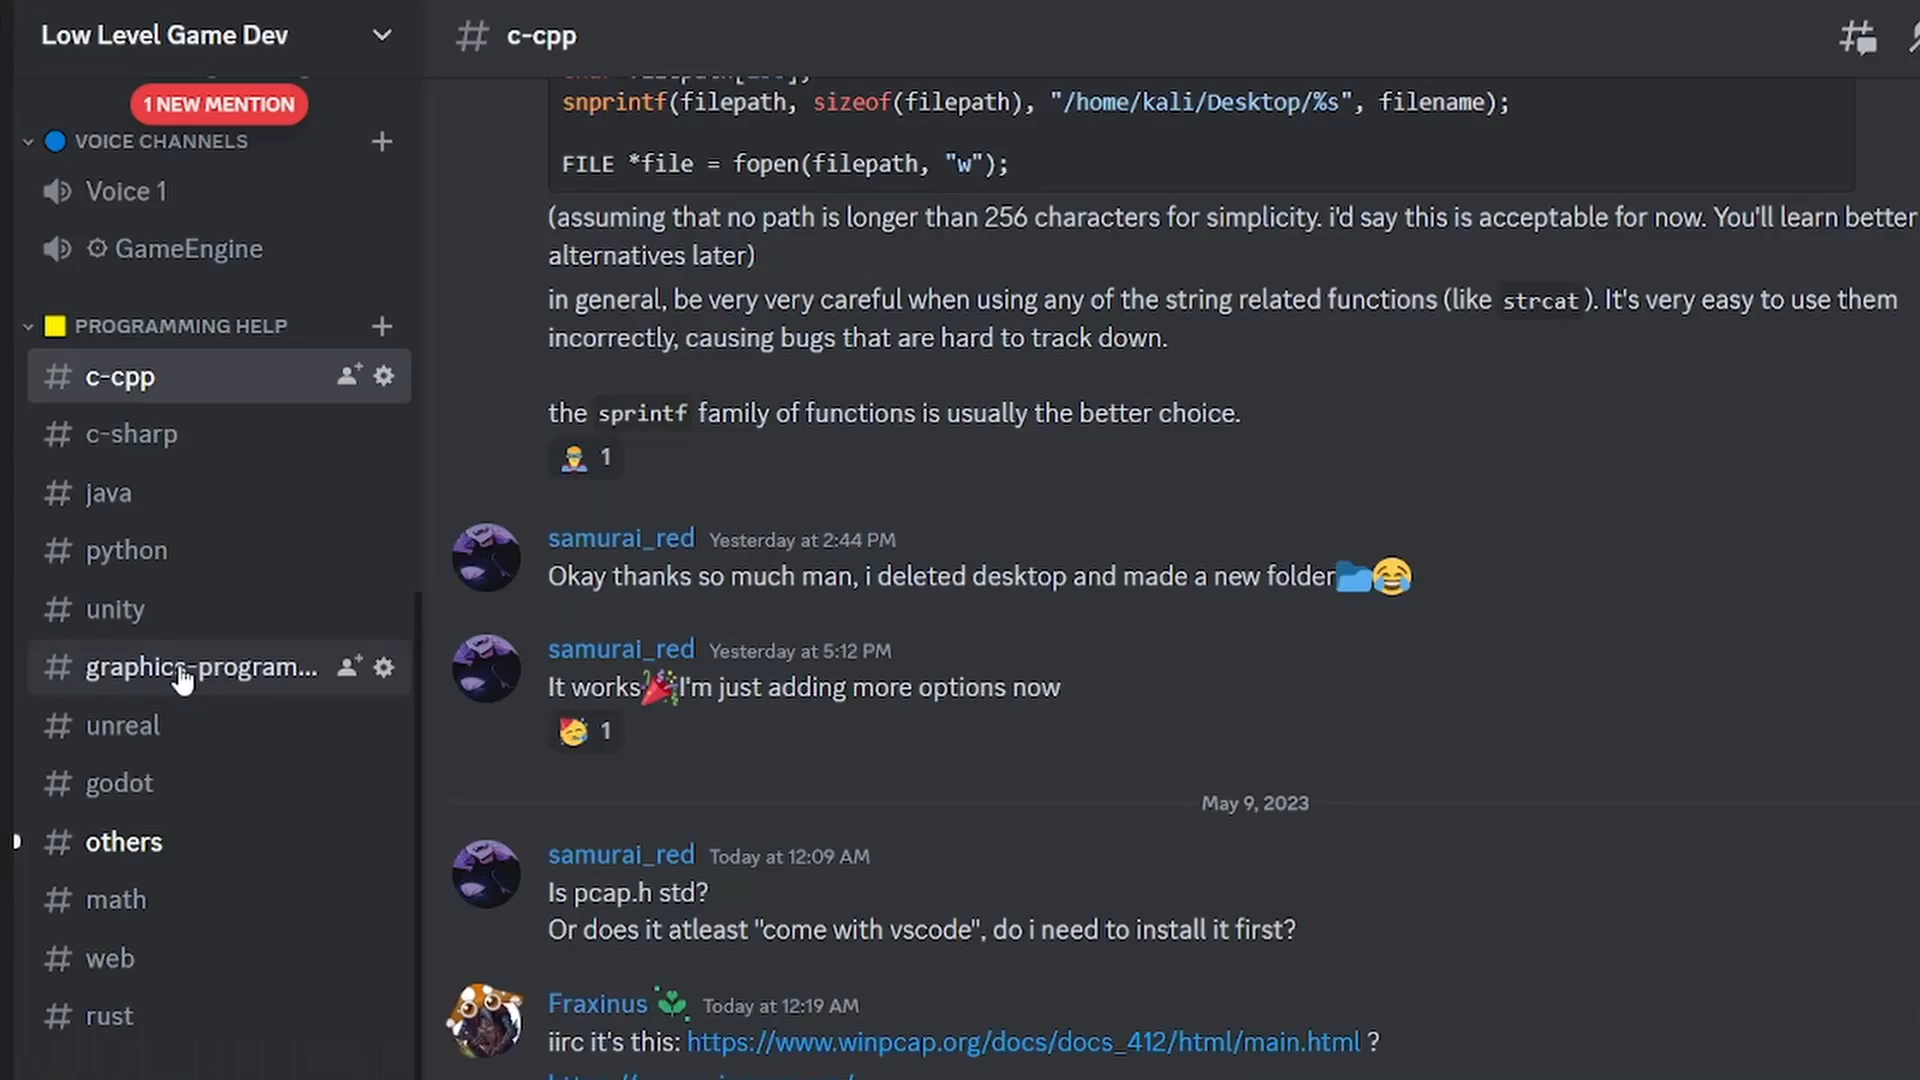 Low Level Game Dev
1 NEW MENTION
VOICE CHANNELS
Voice 1
GameEngine
PROGRAMMING HELP
c-cpp
c-sharp
java
python
unity
graphics-program...
unreal
godot
others
math
web
rust
c-cpp
snprintf(filepath, sizeof(filepath), "/home/kali/Desktop/%s", filename);
FILE *file = fopen(filepath, "w");
(assuming that no path is longer than 256 characters for simplicity. i'd say this is acceptable for now. You'll learn better
alternatives later)
in general, be very very careful when using any of the string related functions (like strcat). It's very easy to use them
incorrectly, causing bugs that are hard to track down.
the sprintf family of functions is usually the better choice.
1
samurai_red Yesterday at 2:44 PM
Okay thanks so much man, i deleted desktop and made a new folder
samurai_red Yesterday at 5:12 PM
It works I'm just adding more options now
1
May 9, 2023
samurai_red Today at 12:09 AM
Is pcap.h std?
Or does it atleast "come with vscode", do i need to install it first?
Fraxinus Today at 12:19 AM
iirc it's this: https://www.winpcap.org/docs/docs_412/html/main.html ?